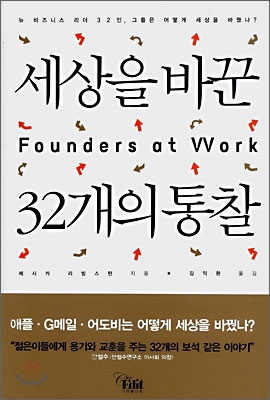 뉴 비즈니스 리더 32인, 그들은 어떻게 세상을 바꿨나?
세상을 바꾼
Founders at Work
32개의 통찰
제시카 리빙스턴 지음 * 김익환 옮김
애플 · G메일 · 어도비는 어떻게 세상을 바꿨나?
"젊은이들에게 용기와 교훈을 주는 32개의 보석 같은 이야기"
안철수(안철수연구소 이사회 의장)